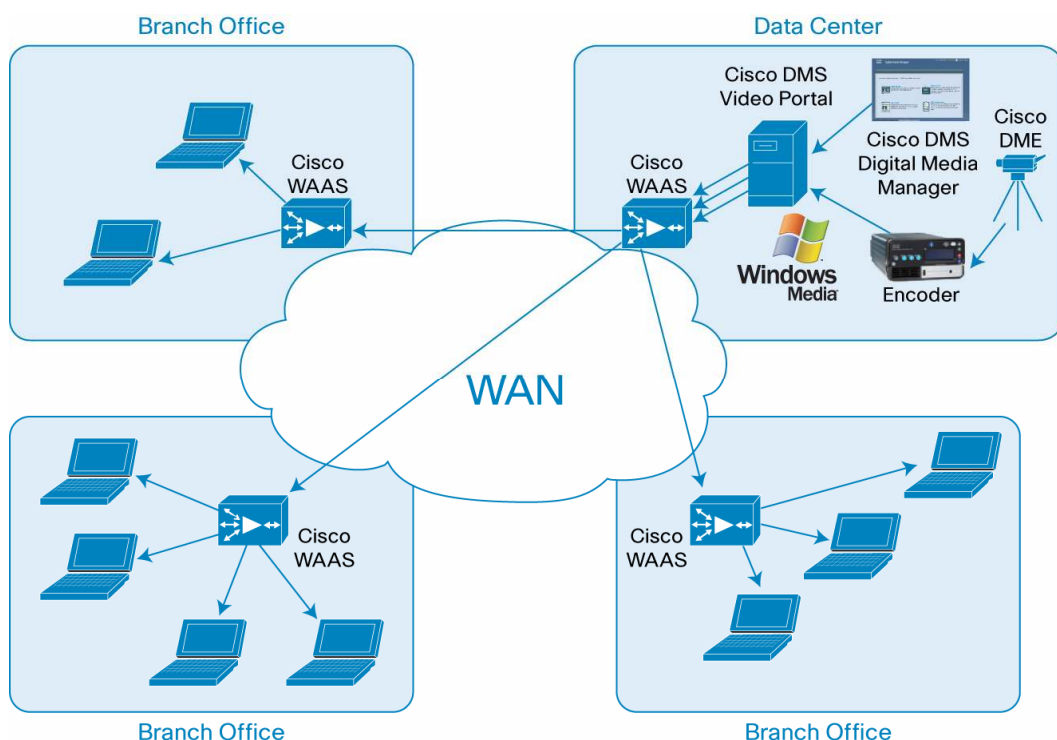 Branch Office
Data Center
Cisco DMS
Video Portal
Cisco
DME
Cisco
WAAS
Cisco
WAAS
Cisco DMS
Digital Media
Manager
Windows
Media
Encoder
WAN
Cisco
WAAS
Cisco
WAAS
Branch Office
Branch Office